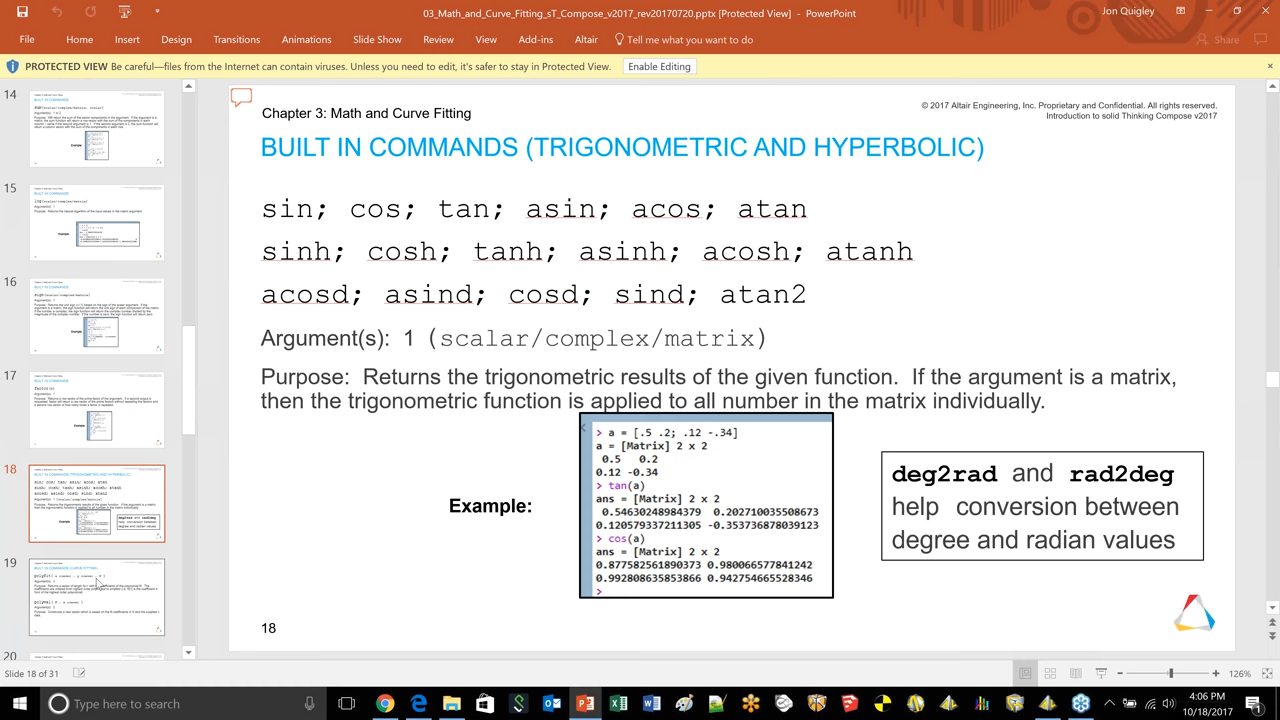 03_Command_and_Curve_Fitting_sT_Compose_v2017_rev20170720.pptx [Protected View] - PowerPoint
Jon Quigley
File Home Insert Design Transitions Animations Slide Show Review View Add-ins Altair Tell me what you want to do Share
PROTECTED VIEW Be careful—files from the Internet can contain viruses. Unless you need to edit, it's safer to stay in Protected View. Enable Editing
14
15
16
17
18
19
20
Chapter 3: Math and Curve Fitting
© 2017 Altair Engineering, Inc. Proprietary and Confidential. All rights reserved.
Introduction to solid Thinking Compose v2017
BUILT IN COMMANDS (TRIGONOMETRIC AND HYPERBOLIC)
sin; cos; tan; asin; acos; atan
sinh; cosh; tanh; asinh; acosh; atanh
acosd; asind; cosd; sind; atan2
Argument(s): 1 (scalar/complex/matrix)
Purpose: Returns the trigonometric results of the given function. If the argument is a matrix,
then the trigonometric function is applied to all number in the matrix individually.
Example:
> a = [.5 .2; .12 -.34]
a = [Matrix] 2 x 2
0.5 0.2
0.12 -0.34
> tan(a)
ans = [Matrix] 2 x 2
0.54630248984379 0.202710035508673
0.120579337211305 -0.353736878039123
> cos(a)
ans = [Matrix] 2 x 2
0.877582561890373 0.980066577841242
0.992808635853866 0.942754665528346
>
deg2rad and rad2deg
help conversion between
degree and radian values
18
Slide 18 of 31
126%
Type here to search
4:06 PM
10/18/2017